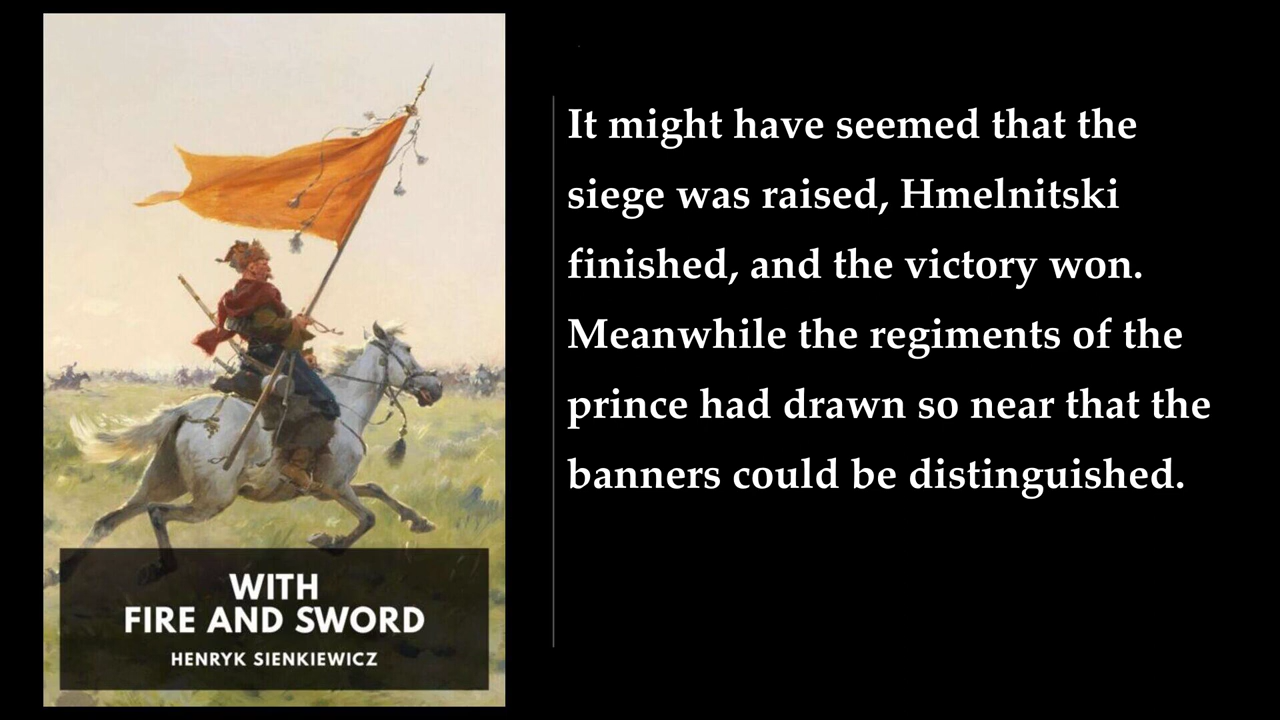 It might have seemed that the
siege was raised, Hmelnitski
finished, and the victory won.
Meanwhile the regiments of the
prince had drawn so near that the
banners could be distinguished.
WITH
FIRE AND SWORD
HENRYK SIENKIEWICZ